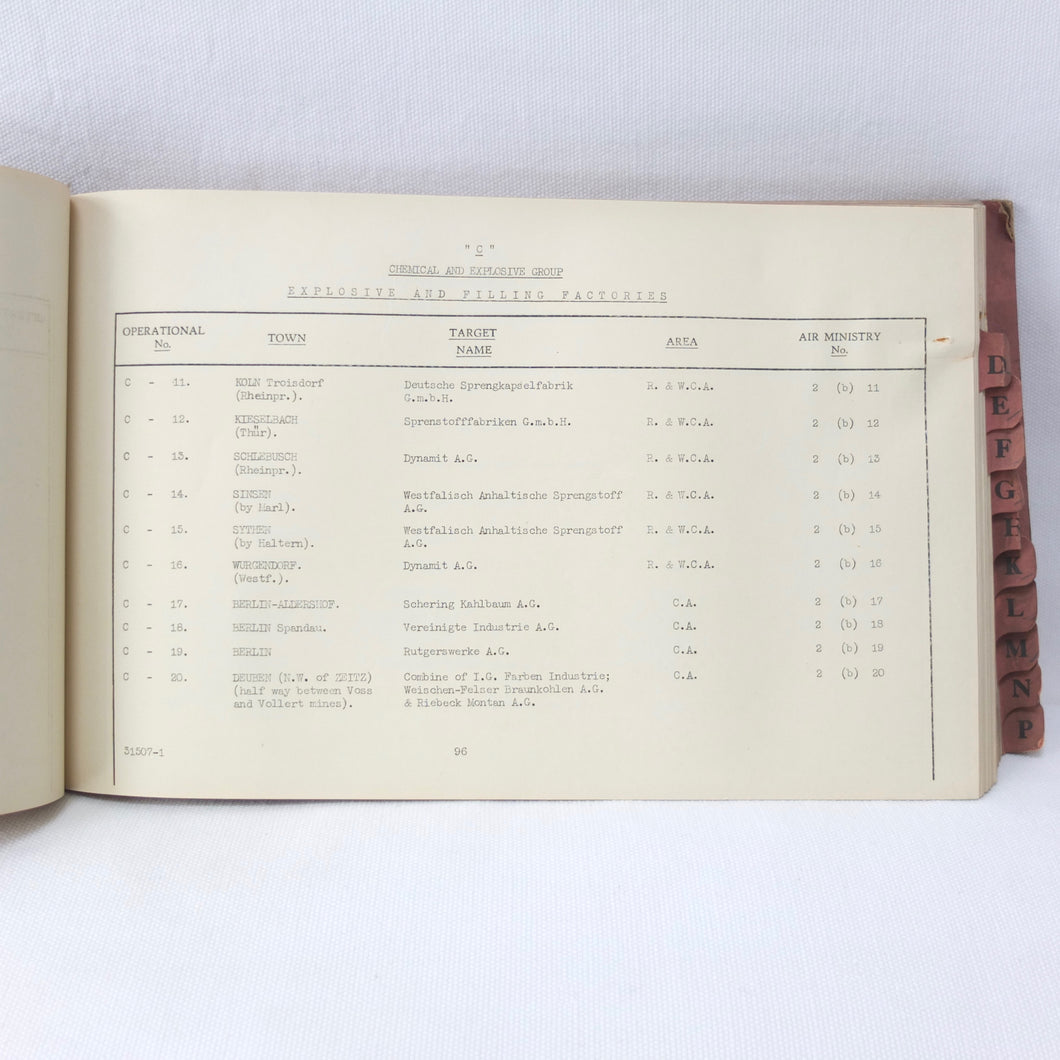 " C "
CHEMICAL AND EXPLOSIVE GROUP
EXPLOSIVE AND FILLING FACTORIES
OPERATIONAL No. TOWN TARGET NAME AREA AIR MINISTRY No.
C - 11. KOLN Troisdorf Deutsche Sprengkapselfabrik R. & W.C.A. 2 (b) 11
(Rheinpr.). G.m.b.H.
C - 12. KIESELBACH Sprenstofffabriken G.m.b.H. R. & W.C.A. 2 (b) 12
(Thür).
C - 13. SCHLEBUSCH Dynamit A.G. R. & W.C.A. 2 (b) 13
(Rheinpr.).
C - 14. SINSEN Westfalisch Anhaltische Sprengstoff R. & W.C.A. 2 (b) 14
(by Marl). A.G.
C - 15. SYTHEN Westfalisch Anhaltische Sprengstoff R. & W.C.A. 2 (b) 15
(by Haltern). A.G.
C - 16. WURGENDORF. Dynamit A.G. R. & W.C.A. 2 (b) 16
(Westf.).
C - 17. BERLIN-ALDERSHOF. Schering Kahlbaum A.G. C.A. 2 (b) 17
C - 18. BERLIN Spandau. Vereinigte Industrie A.G. C.A. 2 (b) 18
C - 19. BERLIN Rutgerswerke A.G. C.A. 2 (b) 19
C - 20. DEUBEN (N.W. of ZEITZ) Combine of I.G. Farben Industrie; C.A. 2 (b) 20
(half way between Voss Weischen-Felser Braunkohlen A.G.
and Vollert mines). & Riebeck Montan A.G.
31507-1 96
D
E
F
G
H
K
L
M
N
P